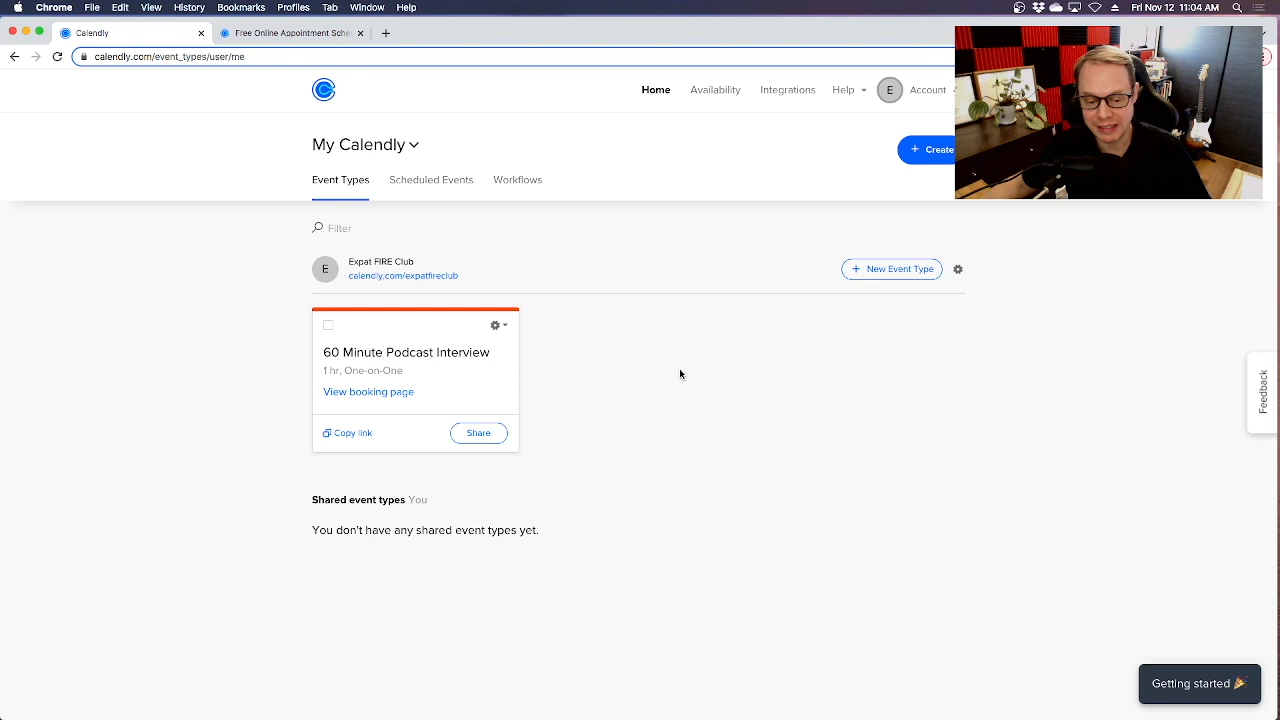 Chrome File Edit View History Bookmarks Profiles Tab Window Help Fri Nov 12 11:04 AM
Calendly
Free Online Appointment Sche
calendly.com/event_types/user/me
Home Availability Integrations Help E Account
My Calendly
+ Create
Event Types Scheduled Events Workflows
Filter
E
Expat FIRE Club
calendly.com/expatfireclub
+ New Event Type
60 Minute Podcast Interview
1 hr, One-on-One
View booking page
Copy link Share
Feedback
Shared event types You
You don't have any shared event types yet.
Getting started 🎉